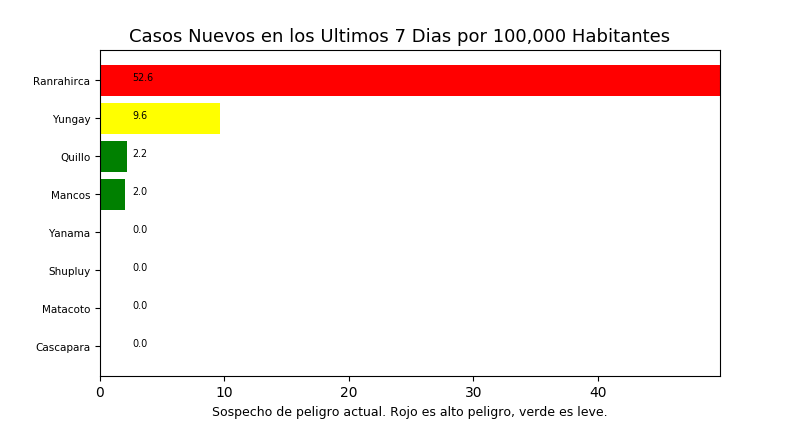 Casos Nuevos en los Ultimos 7 Dias por 100,000 Habitantes
Ranrahirca 52.6
Yungay 9.6
Quillo 2.2
Mancos 2.0
Yanama 0.0
Shupluy 0.0
Matacoto 0.0
Cascapara 0.0
0 10 20 30 40
Sospecho de peligro actual. Rojo es alto peligro, verde es leve.